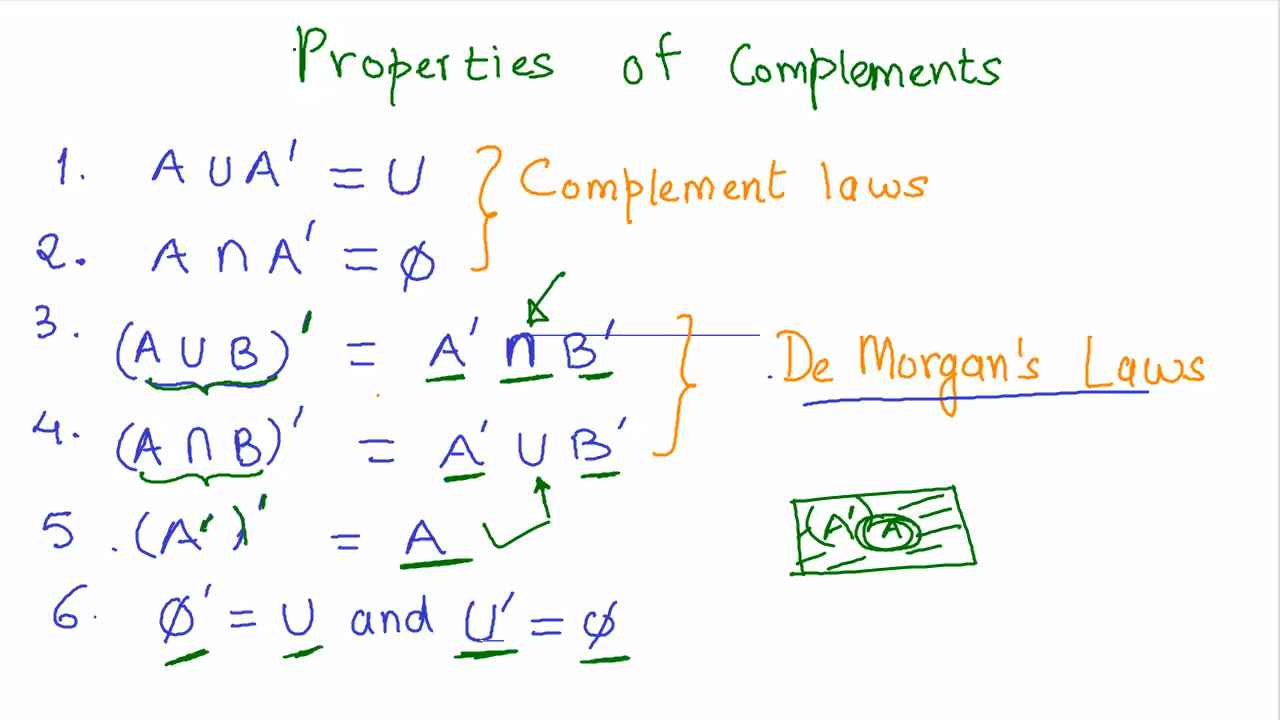 Properties of Complements
1. A ∪ A' = U
Complement laws
2. A ∩ A' = ϕ
3. (A ∪ B)' = A' ∩ B'
De Morgan's Laws
4. (A ∩ B)' = A' ∪ B'
5. (A')' = A
(A') A
6. ϕ' = U and U' = ϕ